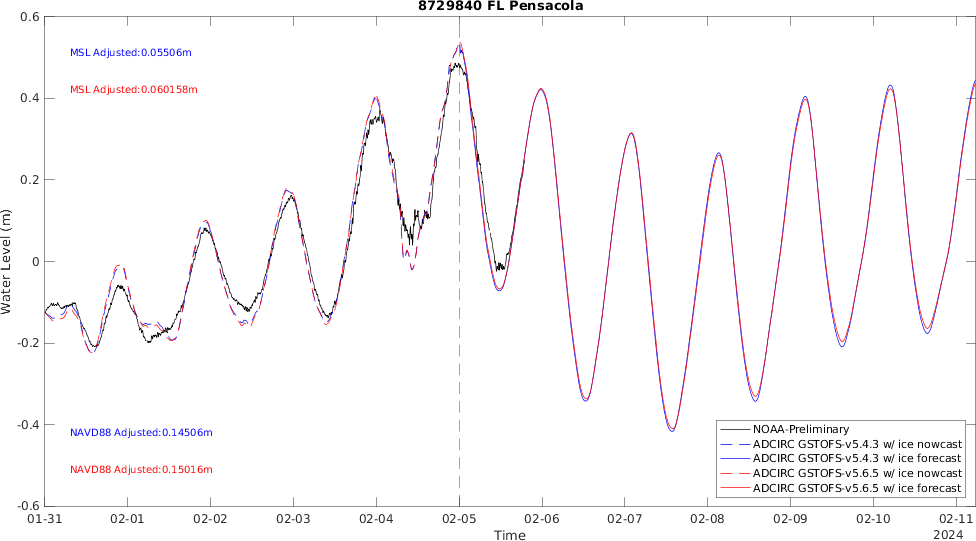 8729840 FL Pensacola
0.6
MSL Adjusted:0.05506m
MSL Adjusted:0.060158m
0.4
0.2
0
-0.2
-0.4
-0.6
Water Level (m)
NAVD88 Adjusted:0.14506m
NAVD88 Adjusted:0.15016m
NOAA-Preliminary
ADCIRC GSTOFS-v5.4.3 w/ ice nowcast
ADCIRC GSTOFS-v5.4.3 w/ ice forecast
ADCIRC GSTOFS-v5.6.5 w/ ice nowcast
ADCIRC GSTOFS-v5.6.5 w/ ice forecast
01-31 02-01 02-02 02-03 02-04 02-05 02-06 02-07 02-08 02-09 02-10 02-11
2024
Time